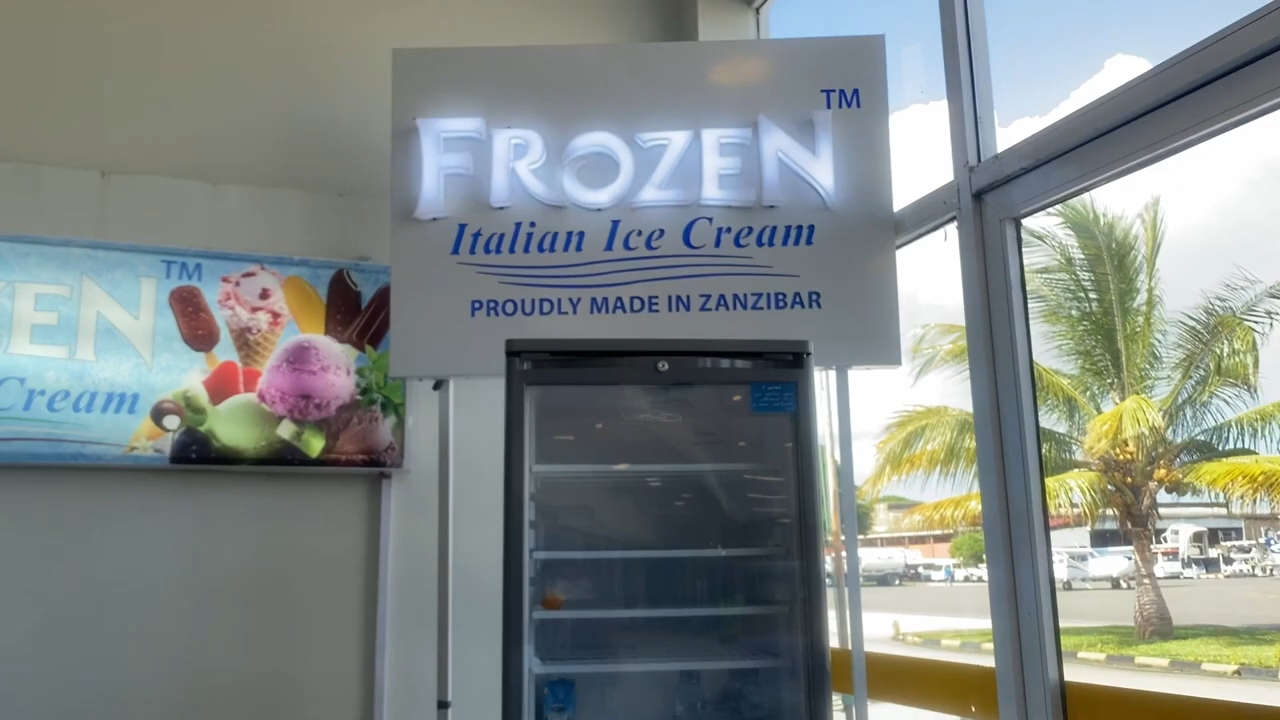 FROZEN TM
Italian Ice Cream
PROUDLY MADE IN ZANZIBAR
ZEN TM
Cream